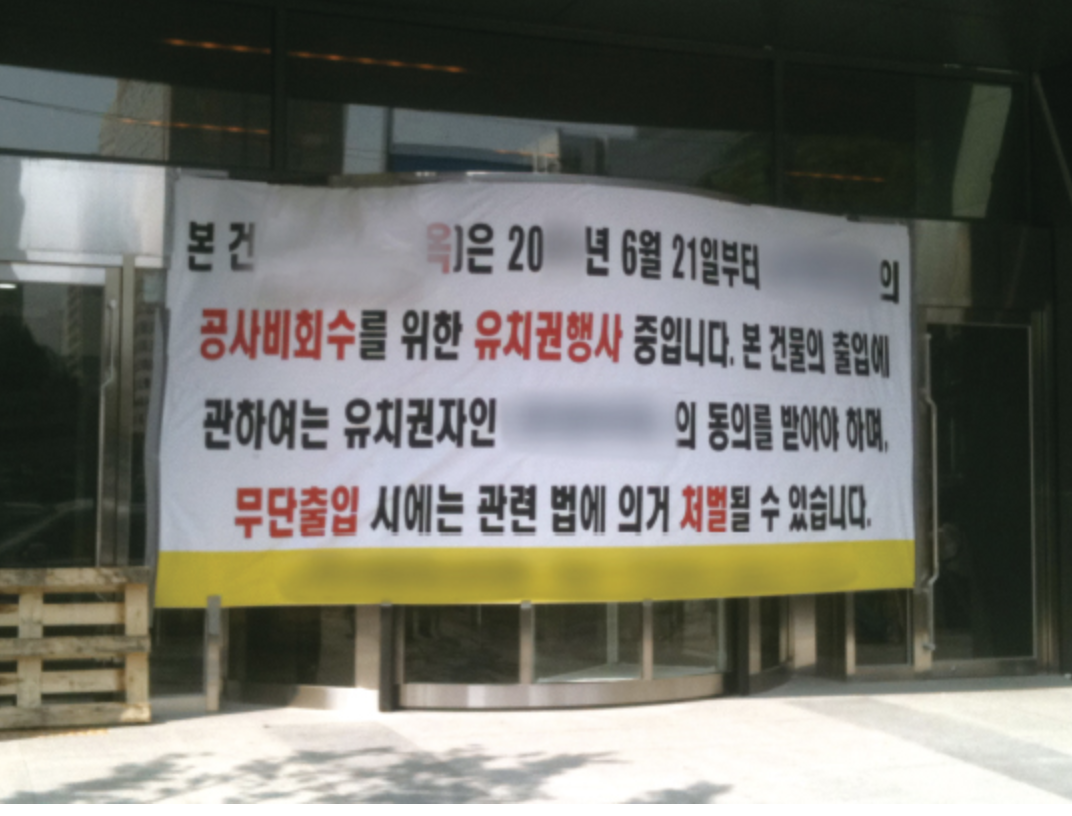 본 건 옥)은 20 년 6월 21일부터 의
공사비회수를 위한 유치권행사 중입니다. 본 건물의 출입에
관하여는 유치권자인 의 동의를 받아야 하며,
무단출입 시에는 관련 법에 의거 처벌될 수 있습니다.